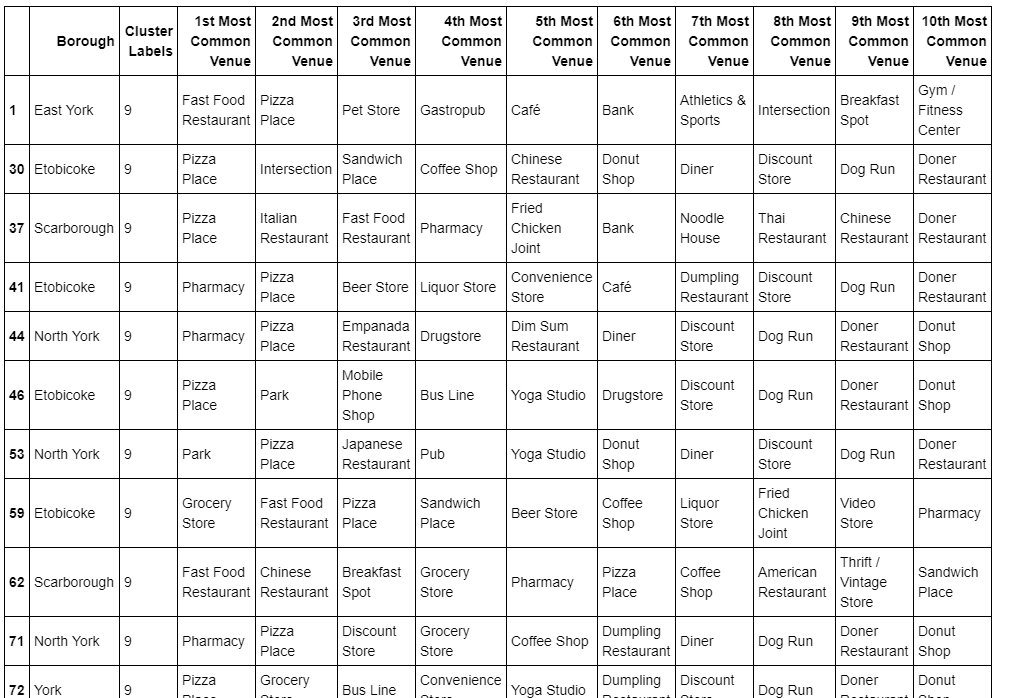 Borough Cluster Labels 1st Most Common Venue 2nd Most Common Venue 3rd Most Common Venue 4th Most Common Venue 5th Most Common Venue 6th Most Common Venue 7th Most Common Venue 8th Most Common Venue 9th Most Common Venue 10th Most Common Venue
1 East York 9 Fast Food Restaurant Pizza Place Pet Store Gastropub Café Bank Athletics & Sports Intersection Breakfast Spot Gym / Fitness Center
30 Etobicoke 9 Pizza Place Intersection Sandwich Place Coffee Shop Chinese Restaurant Donut Shop Diner Discount Store Dog Run Doner Restaurant
37 Scarborough 9 Pizza Place Italian Restaurant Fast Food Restaurant Pharmacy Fried Chicken Joint Bank Noodle House Thai Restaurant Chinese Restaurant Doner Restaurant
41 Etobicoke 9 Pharmacy Pizza Place Beer Store Liquor Store Convenience Store Café Dumpling Restaurant Discount Store Dog Run Doner Restaurant
44 North York 9 Pharmacy Pizza Place Empanada Restaurant Drugstore Dim Sum Restaurant Diner Discount Store Dog Run Doner Restaurant Donut Shop
46 Etobicoke 9 Pizza Place Park Mobile Phone Shop Bus Line Yoga Studio Drugstore Discount Store Dog Run Doner Restaurant Donut Shop
53 North York 9 Park Pizza Place Japanese Restaurant Pub Yoga Studio Donut Shop Diner Discount Store Dog Run Doner Restaurant
59 Etobicoke 9 Grocery Store Fast Food Restaurant Pizza Place Sandwich Place Beer Store Coffee Shop Liquor Store Fried Chicken Joint Video Store Pharmacy
62 Scarborough 9 Fast Food Restaurant Chinese Restaurant Breakfast Spot Grocery Store Pharmacy Pizza Place Coffee Shop American Restaurant Thrift / Vintage Store Sandwich Place
71 North York 9 Pharmacy Pizza Place Discount Store Grocery Store Coffee Shop Dumpling Restaurant Diner Dog Run Doner Restaurant Donut Shop
72 York 9 Pizza Grocery Bus Line Convenience Yoga Studio Dumpling Discount Dog Run Doner Donut